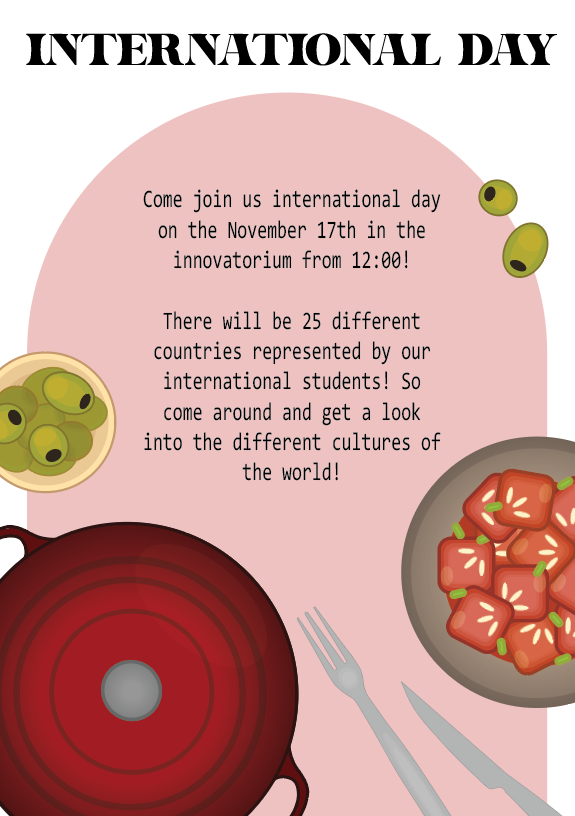 INTERNATIONAL DAY
Come join us international day
on the November 17th in the
innovatorium from 12:00!
There will be 25 different
countries represented by our
international students! So
come around and get a look
into the different cultures of
the world!